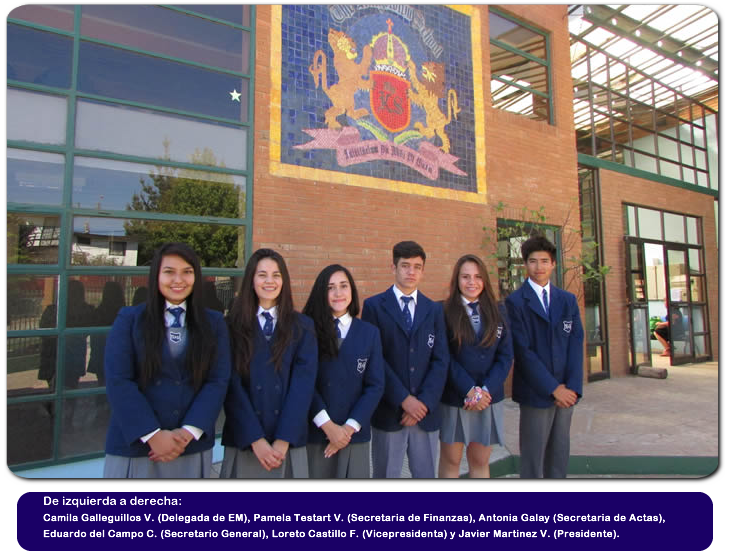 De izquierda a derecha:
Camila Galleguillos V. (Delegada de EM), Pamela Testart V. (Secretaria de Finanzas), Antonia Galay (Secretaria de Actas),
Eduardo del Campo C. (Secretario General), Loreto Castillo F. (Vicepresidenta) y Javier Martínez V. (Presidente).